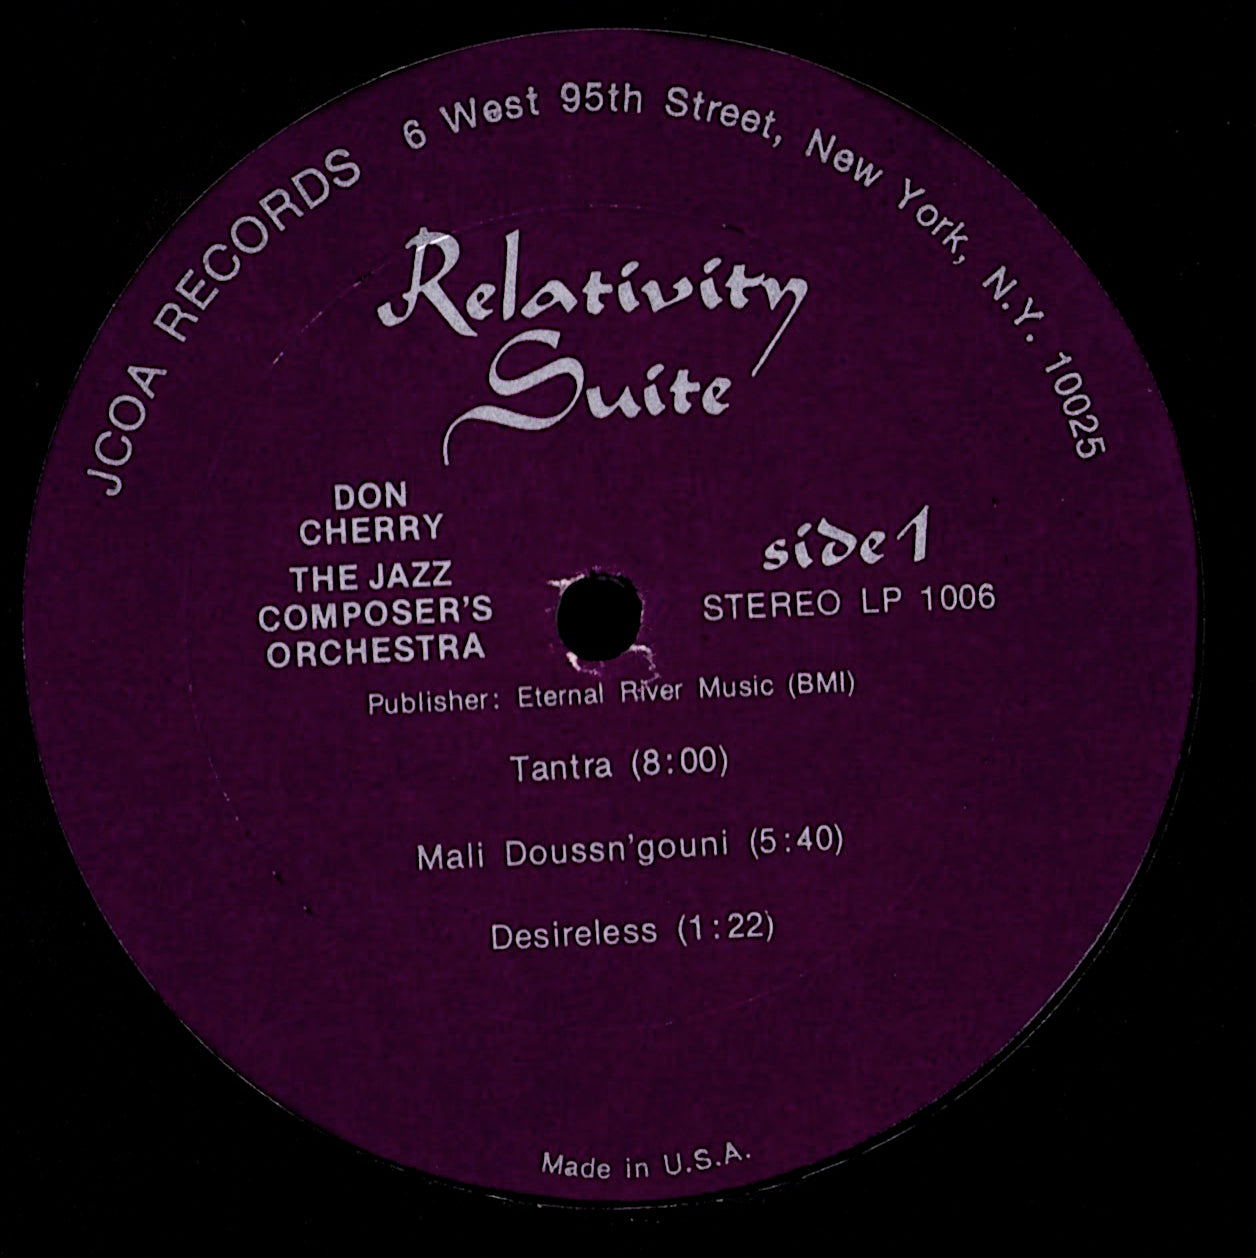 JCOA RECORDS 6 West 95th Street, New York, N.Y. 10025
Relativity
Suite
DON
CHERRY
THE JAZZ
COMPOSER'S
ORCHESTRA
side 1
STEREO LP 1006
Publisher: Eternal River Music (BMI)
Tantra (8:00)
Mali Doussn'gouni (5:40)
Desireless (1:22)
Made in U.S.A.